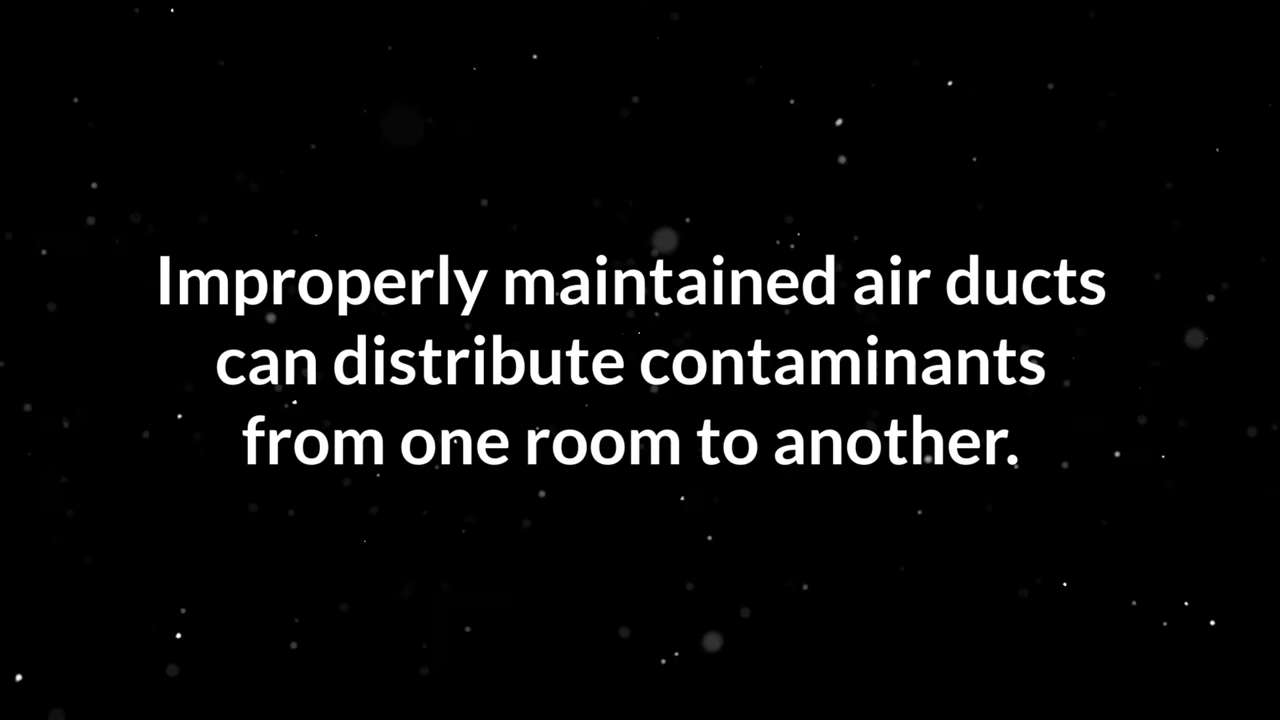 Improperly maintained air ducts
can distribute contaminants
from one room to another.